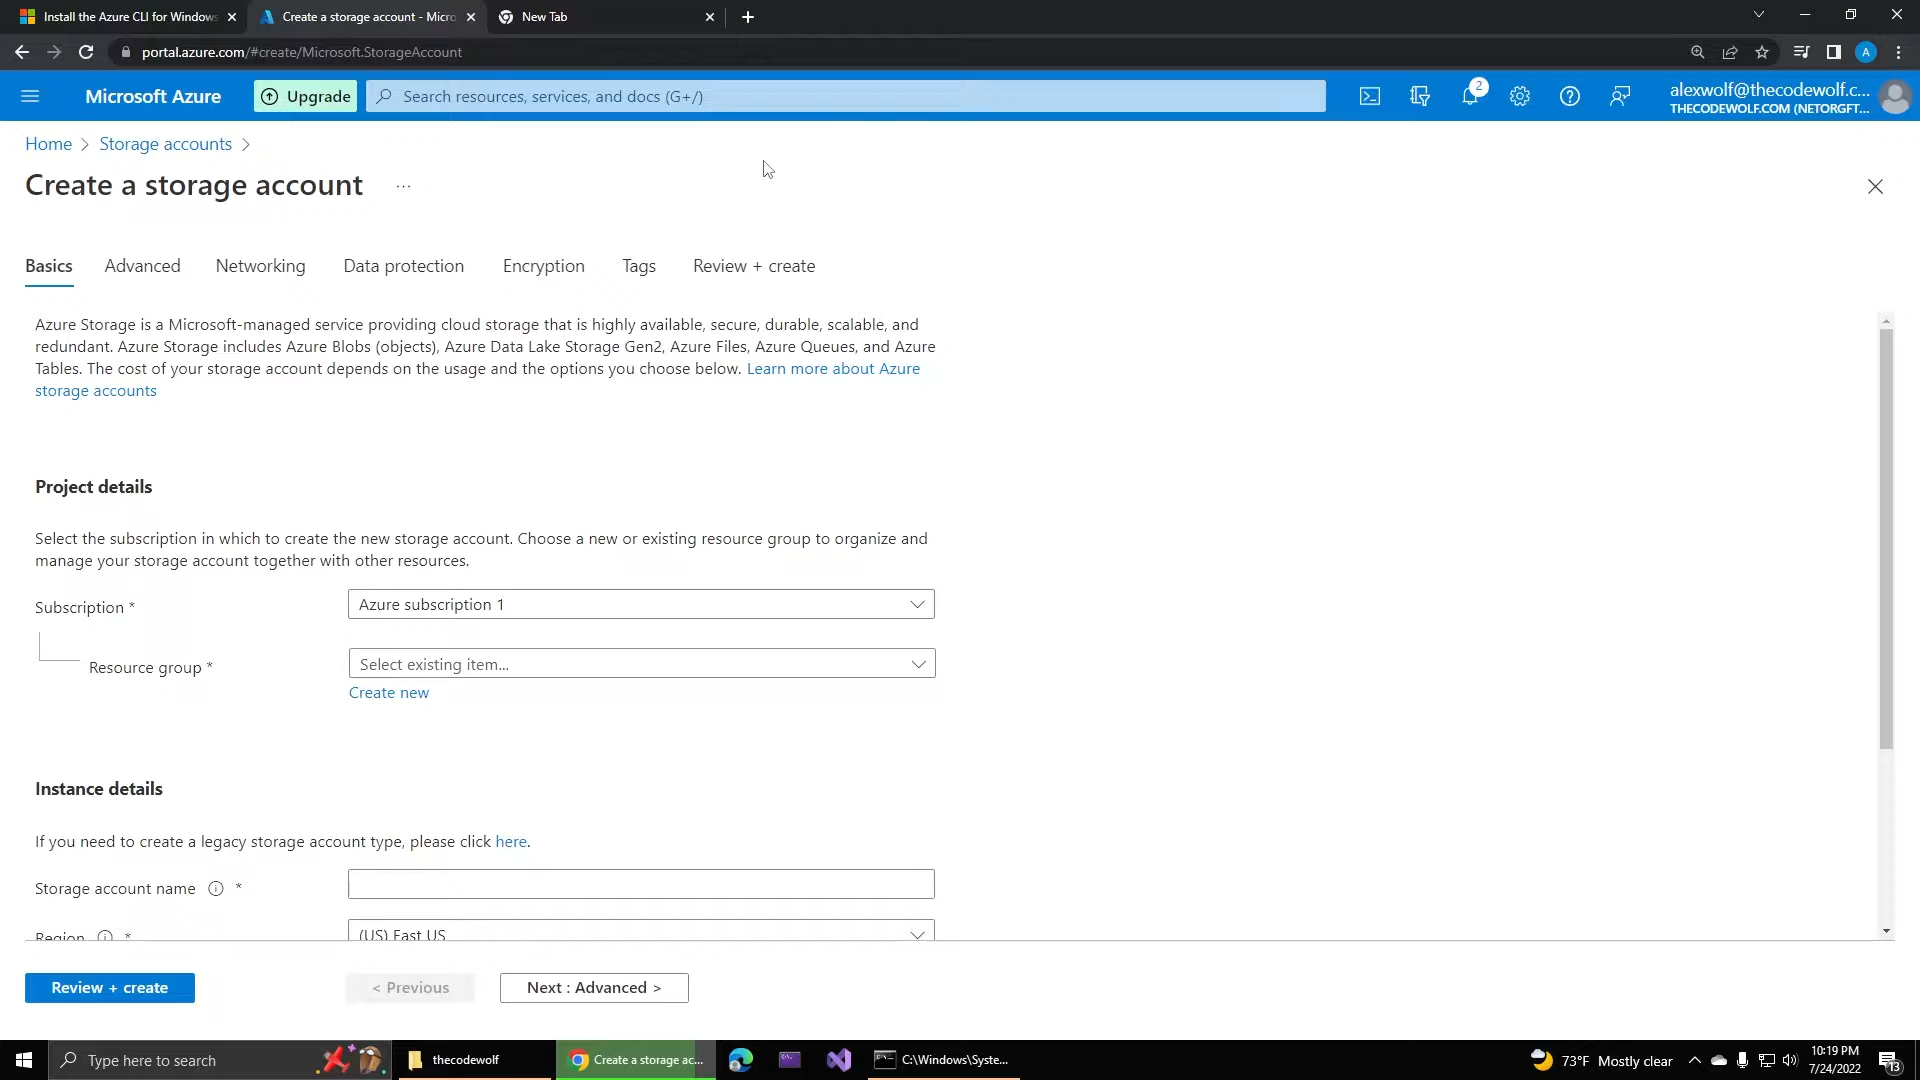 Install the Azure CLI for Windows
Create a storage account - Micro
New Tab
portal.azure.com/#create/Microsoft.StorageAccount
A
Microsoft Azure
Upgrade
Search resources, services, and docs (G+/)
2
alexwolf@thecodewolf.c...
THECODEWOLF.COM (NETORGFT...
Home > Storage accounts >
Create a storage account ...
Basics
Advanced
Networking
Data protection
Encryption
Tags
Review + create
Azure Storage is a Microsoft-managed service providing cloud storage that is highly available, secure, durable, scalable, and
redundant. Azure Storage includes Azure Blobs (objects), Azure Data Lake Storage Gen2, Azure Files, Azure Queues, and Azure
Tables. The cost of your storage account depends on the usage and the options you choose below. Learn more about Azure
storage accounts
Project details
Select the subscription in which to create the new storage account. Choose a new or existing resource group to organize and
manage your storage account together with other resources.
Subscription *
Azure subscription 1
Resource group *
Select existing item...
Create new
Instance details
If you need to create a legacy storage account type, please click here.
Storage account name *
Region *
(US) East US
Review + create
< Previous
Next : Advanced >
Type here to search
thecodewolf
Create a storage ac...
C:\Windows\Syste...
73°F Mostly clear
10:19 PM
7/24/2022
13